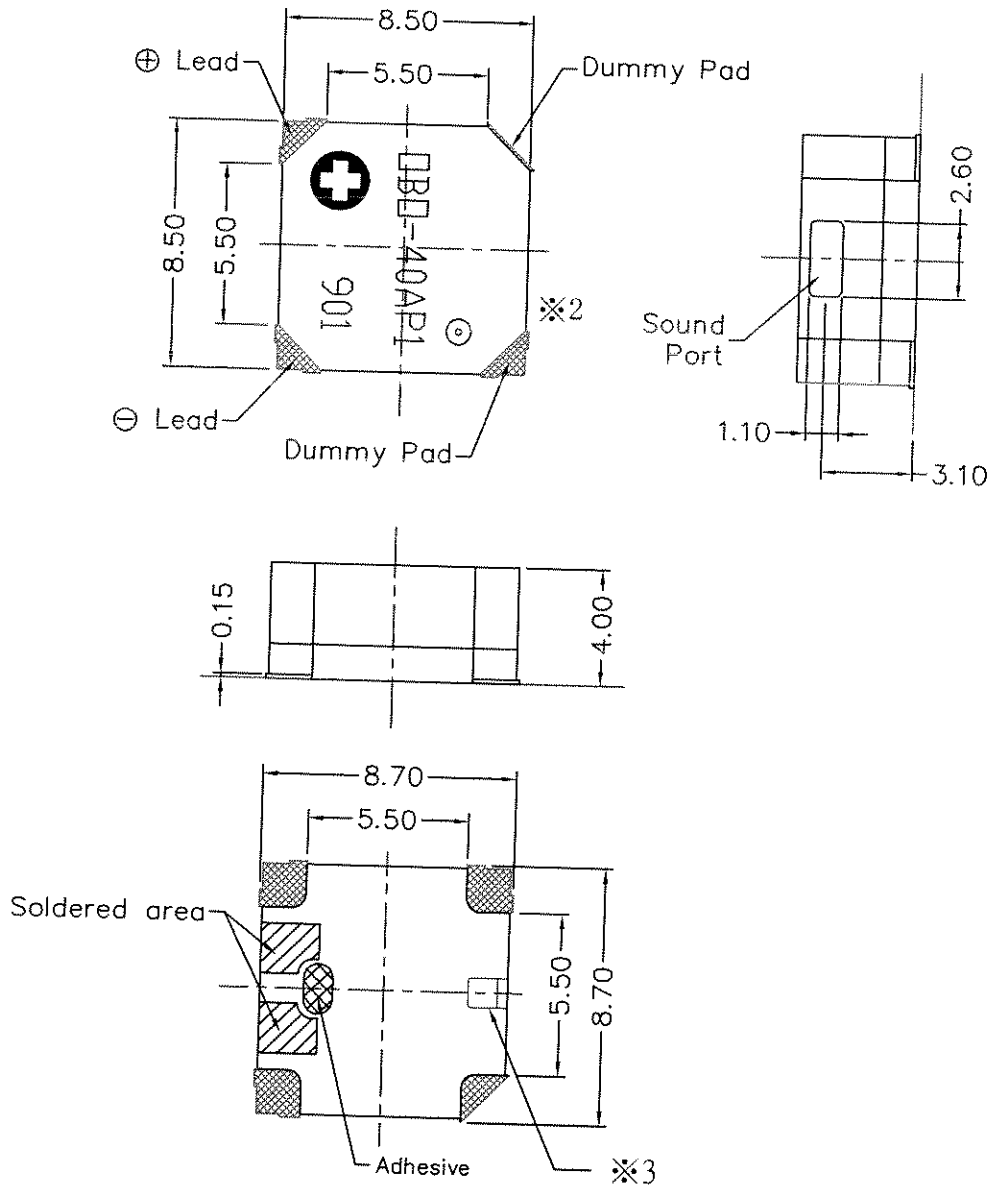 8.50
⊕ Lead
5.50
Dummy Pad
8.50
5.50
OBO-40AP1
901
※2
⊖ Lead
Dummy Pad
2.60
Sound
Port
1.10
3.10
0.15
4.00
8.70
5.50
Soldered area
5.50
8.70
Adhesive
※3